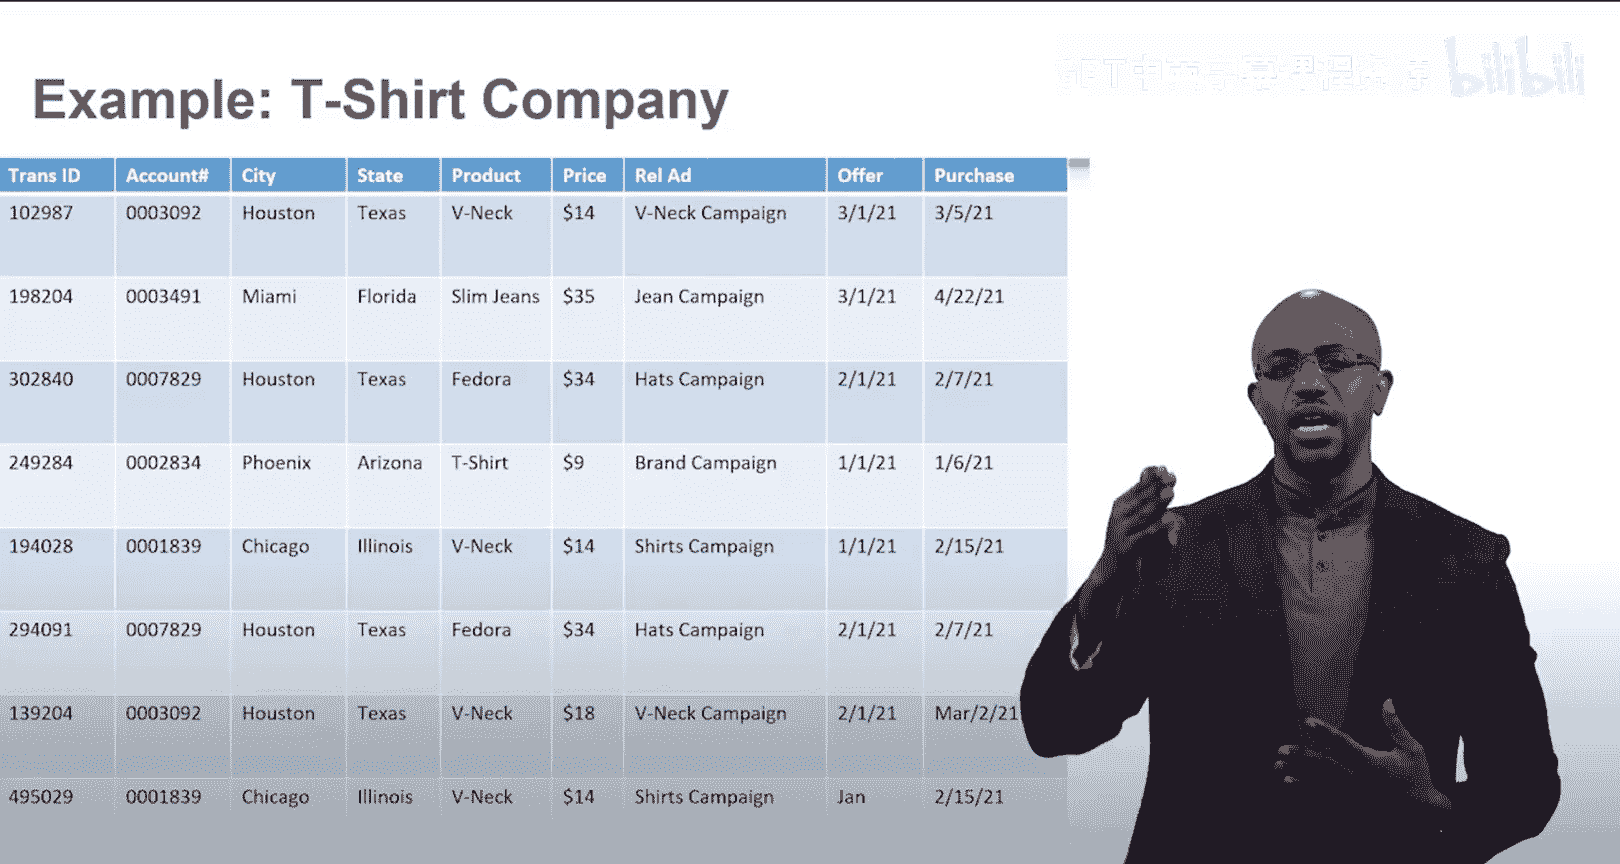 bilibili
Example: T-Shirt Company
Trans ID Account# City State Product Price Rel Ad Offer Purchase
102987 0003092 Houston Texas V-Neck $14 V-Neck Campaign 3/1/21 3/5/21
198204 0003491 Miami Florida Slim Jeans $35 Jean Campaign 3/1/21 4/22/21
302840 0007829 Houston Texas Fedora $34 Hats Campaign 2/1/21 2/7/21
249284 0002834 Phoenix Arizona T-Shirt $9 Brand Campaign 1/1/21 1/6/21
194028 0001839 Chicago Illinois V-Neck $14 Shirts Campaign 1/1/21 2/15/21
294091 0007829 Houston Texas Fedora $34 Hats Campaign 2/1/21 2/7/21
139204 0003092 Houston Texas V-Neck $18 V-Neck Campaign 2/1/21 Mar/2/21
495029 0001839 Chicago Illinois V-Neck $14 Shirts Campaign Jan 2/15/21